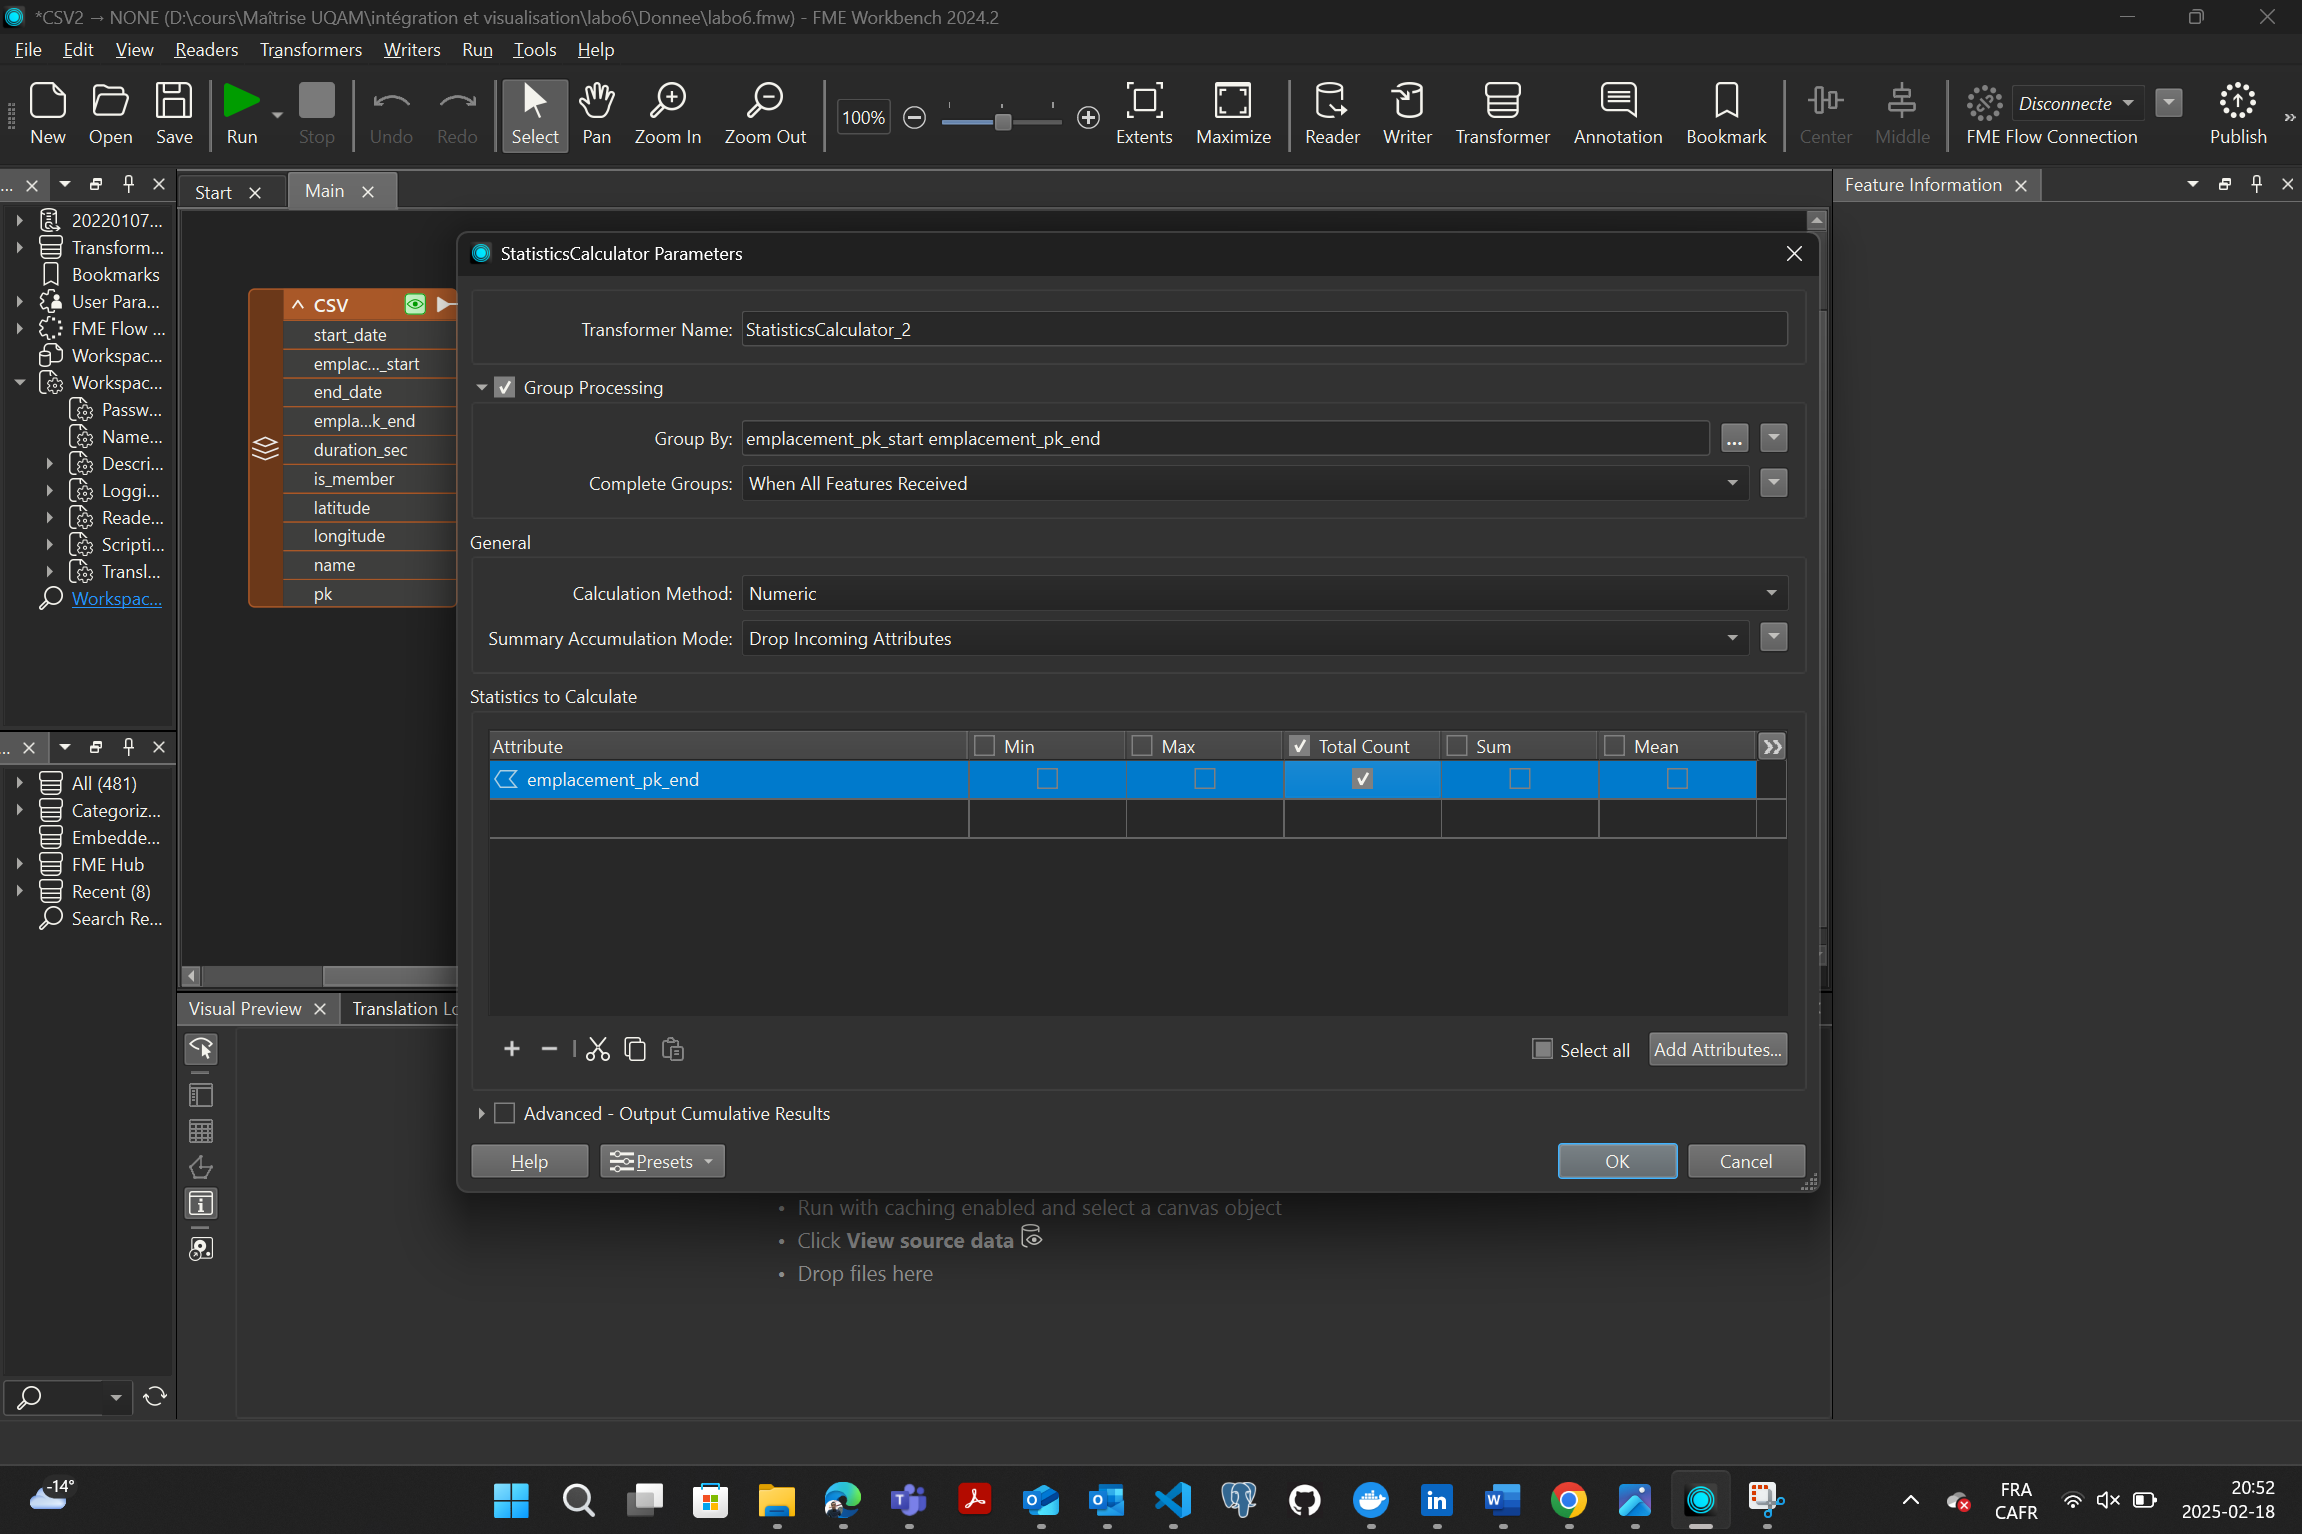 *CSV2 → NONE (D:\cours\Maîtrise UQAM\intégration et visualisation\labo6\Donnee\labo6.fmw) - FME Workbench 2024.2
File Edit View Readers Transformers Writers Run Tools Help
New Open Save Run Stop Undo Redo Select Pan Zoom In Zoom Out 100% Extents Maximize Reader Writer Transformer Annotation Bookmark Center Middle Disconnecte FME Flow Connection Publish
...
Start
Main
Feature Information
20220107...
Transform...
Bookmarks
User Para...
FME Flow ...
Workspac...
Workspac...
Passw...
Name...
Descri...
Loggi...
Reade...
Scripti...
Transl...
Workspac...
CSV
start_date
emplac..._start
end_date
empla...k_end
duration_sec
is_member
latitude
longitude
name
pk
StatisticsCalculator Parameters
Transformer Name: StatisticsCalculator_2
Group Processing
Group By: emplacement_pk_start emplacement_pk_end ...
Complete Groups: When All Features Received
General
Calculation Method: Numeric
Summary Accumulation Mode: Drop Incoming Attributes
Statistics to Calculate
Attribute Min Max Total Count Sum Mean
emplacement_pk_end
Select all Add Attributes...
Advanced - Output Cumulative Results
Help Presets OK Cancel
...
All (481)
Categoriz...
Embedde...
FME Hub
Recent (8)
Search Re...
Visual Preview
Translation Lo
• Run with caching enabled and select a canvas object
• Click View source data
• Drop files here
-14°
FRA
CAFR
20:52
2025-02-18